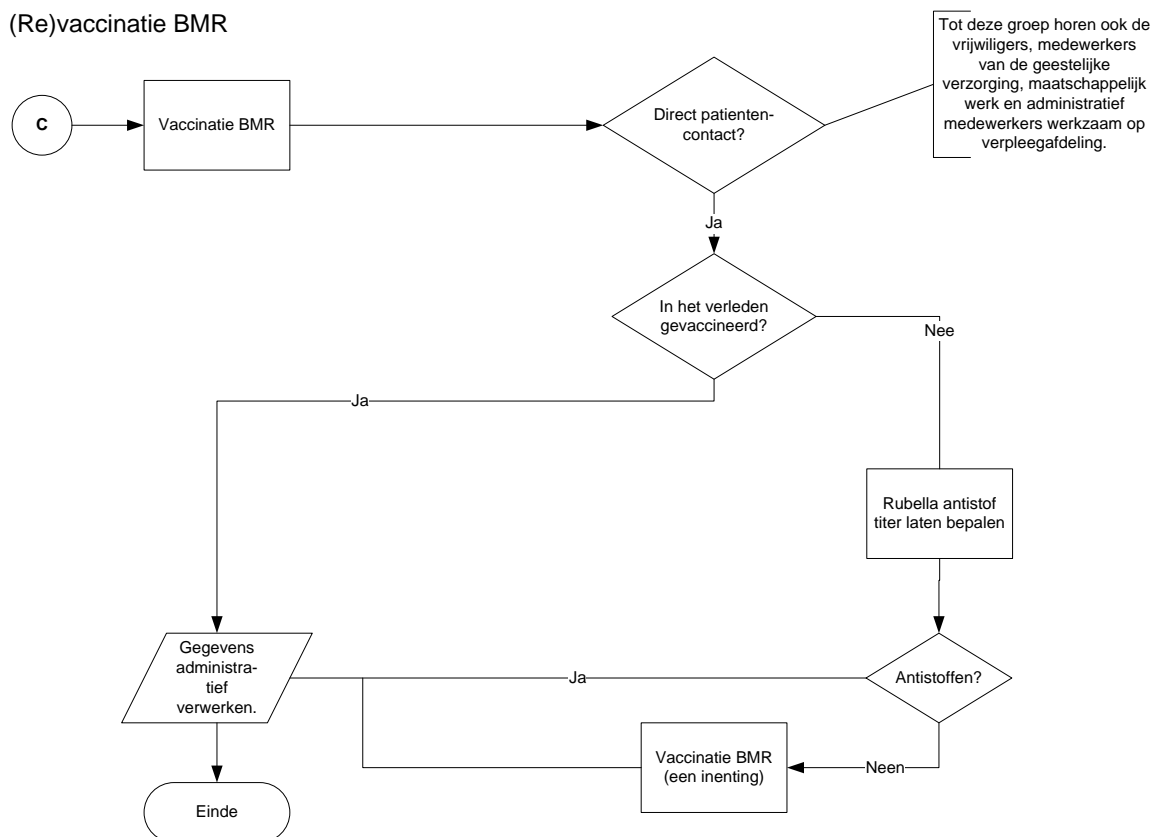 (Re)vaccinatie BMR
Tot deze groep horen ook de
vrijwiligers, medewerkers
van de geestelijke
verzorging, maatschappelijk
werk en administratief
medewerkers werkzaam op
verpleegafdeling.
C
Vaccinatie BMR
Direct patienten-
contact?
Ja
In het verleden
gevaccineerd?
Nee
Ja
Rubella antistof
titer laten bepalen
Gegevens
administra-
tief
verwerken.
Ja
Antistoffen?
Vaccinatie BMR
(een inenting)
Neen
Einde